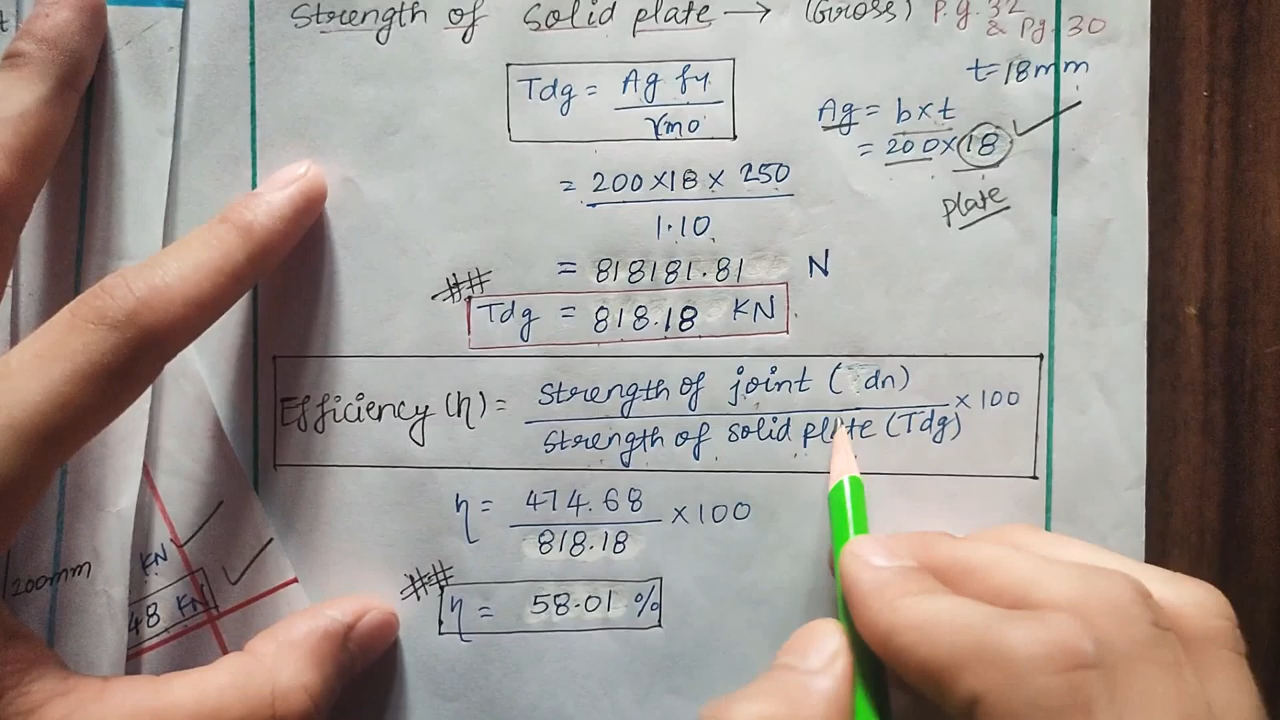 Strength of Solid plate → (Gross) P.g. 32
& Pg. 30
t=18mm
Tdg = Ag fy / γmo
Ag = b×t
= 200×18
plate
= 200×18×250 / 1.10
= 818181.81 N
## Tdg = 818.18 KN
Efficiency (η) = Strength of joint (Tdn) / Strength of solid plate (Tdg) ×100
η = 474.68 / 818.18 ×100
## η = 58.01 %
KN
200mm
48 KN